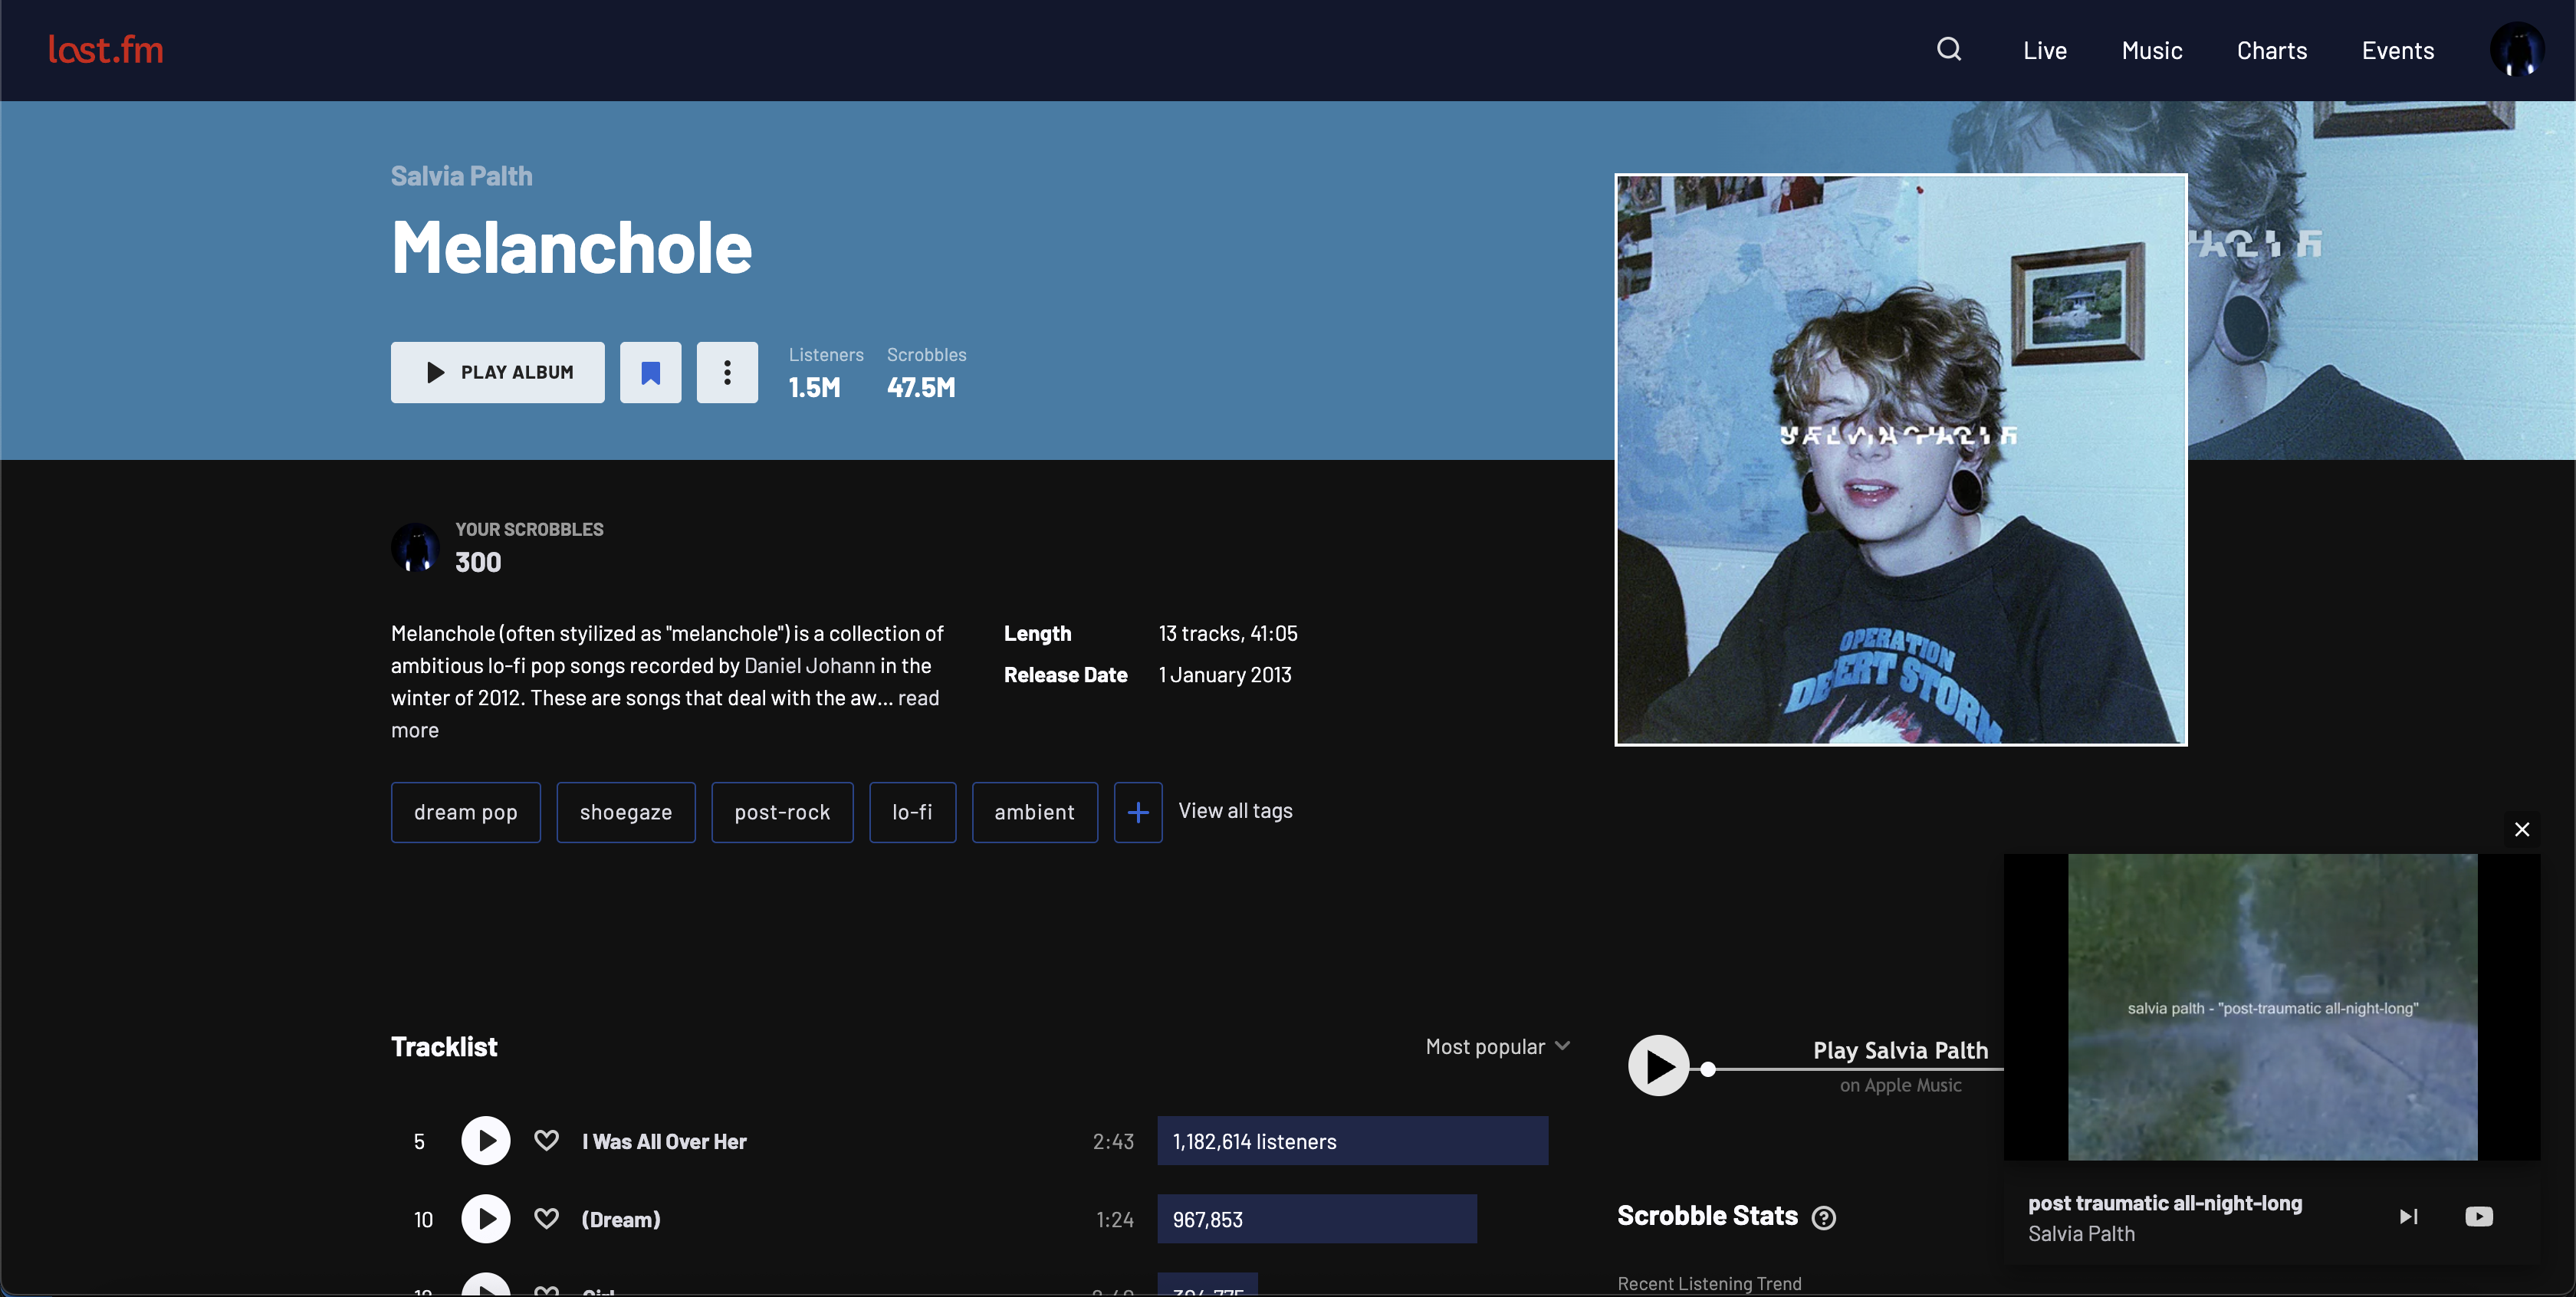 last.fm
Live
Music
Charts
Events
Salvia Palth
Melanchole
PLAY ALBUM
Listeners
1.5M
Scrobbles
47.5M
OPERATION
STORM
YOUR SCROBBLES
300
Melanchole (often styilized as "melanchole") is a collection of
ambitious lo-fi pop songs recorded by Daniel Johann in the
winter of 2012. These are songs that deal with the aw... read
more
Length
13 tracks, 41:05
Release Date
1 January 2013
dream pop
shoegaze
post-rock
lo-fi
ambient
View all tags
Tracklist
Most popular
5
I Was All Over Her
2:43
1,182,614 listeners
10
(Dream)
1:24
967,853
Play Salvia Palth
on Apple Music
Scrobble Stats
Recent Listening Trend
salvia palth - "post-traumatic all-night-long"
post traumatic all-night-long
Salvia Palth